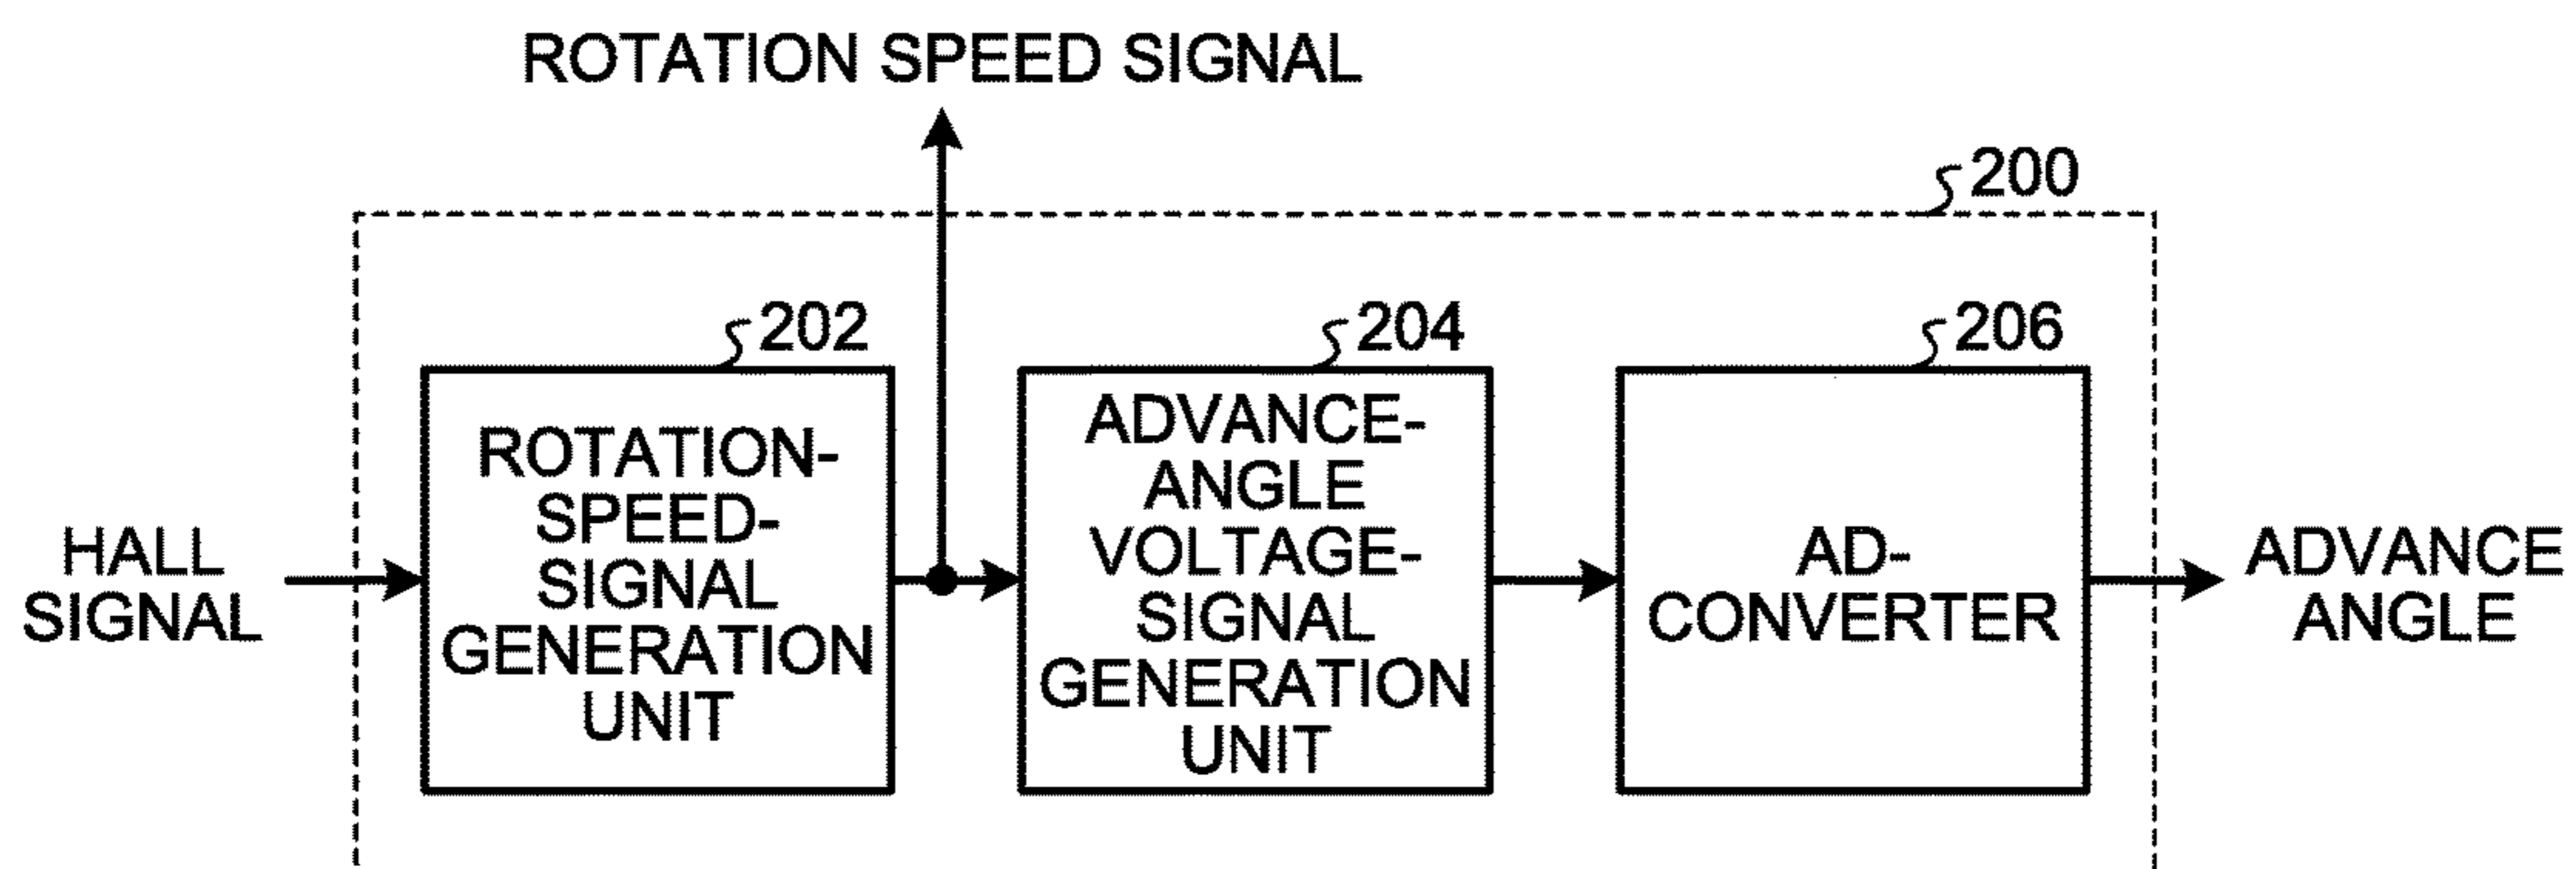 ROTATION SPEED SIGNAL
200
202
204
206
HALL
SIGNAL
ROTATION-
SPEED-
SIGNAL
GENERATION
UNIT
ADVANCE-
ANGLE
VOLTAGE-
SIGNAL
GENERATION
UNIT
AD-
CONVERTER
ADVANCE
ANGLE